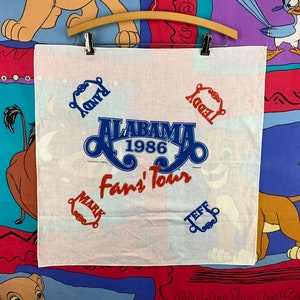 RANDY
TEDDY
ALABAMA
1986
Fans' Tour
MARK
JEFF